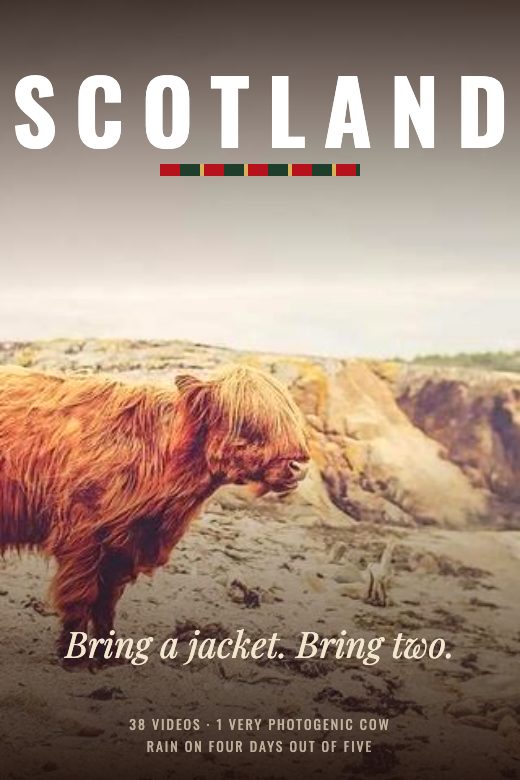 SCOTLAND
Bring a jacket. Bring two.
38 VIDEOS · 1 VERY PHOTOGENIC COW
RAIN ON FOUR DAYS OUT OF FIVE